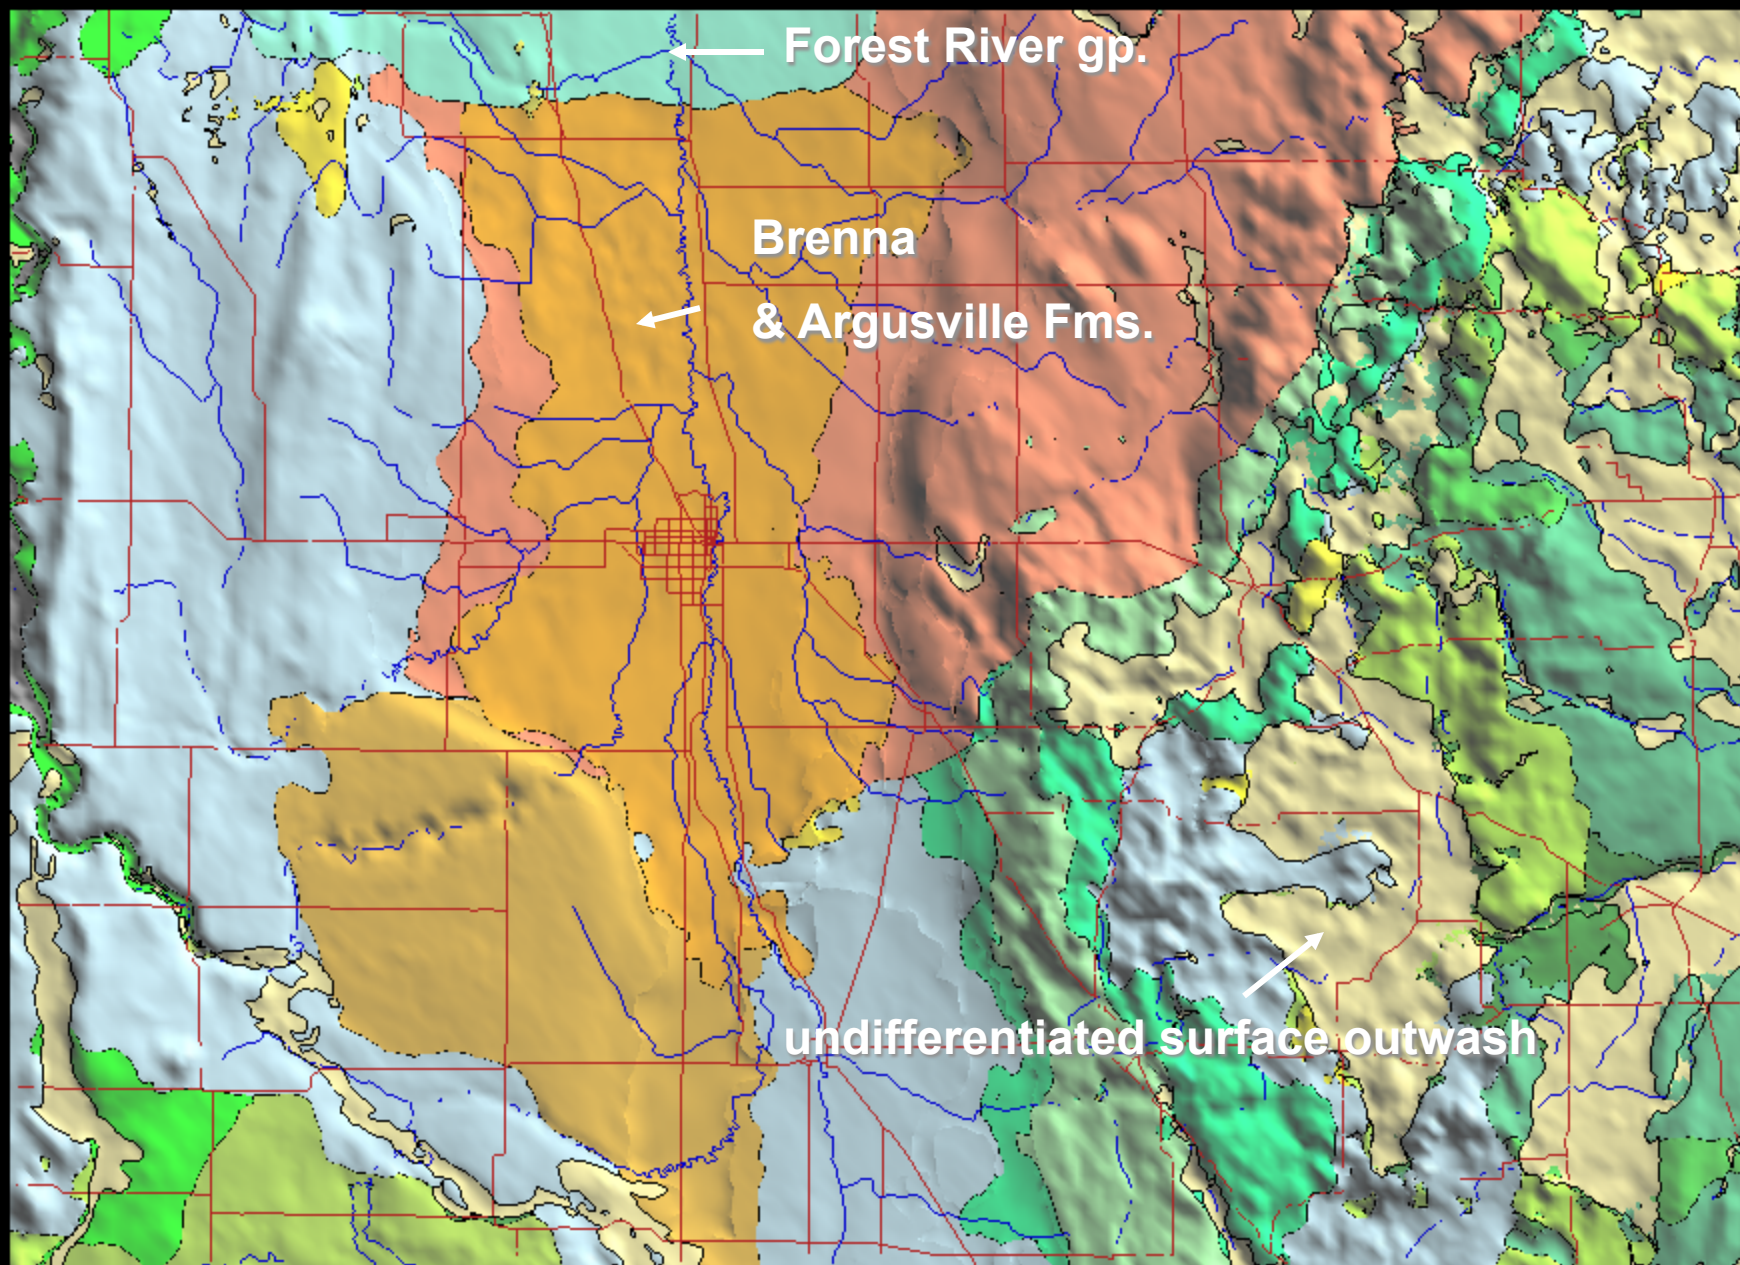 Forest River gp.
Brenna
& Argusville Fms.
undifferentiated surface outwash